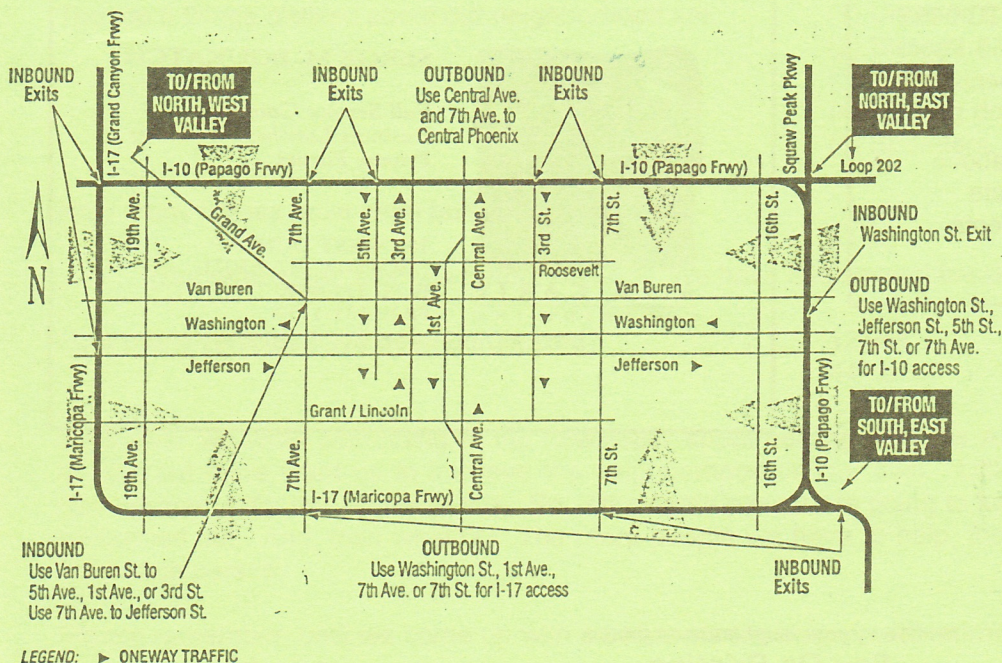 INBOUND
Exits
I-17 (Grand Canyon Frwy)
TO/FROM
NORTH, WEST
VALLEY
INBOUND
Exits
OUTBOUND
Use Central Ave.
and 7th Ave. to
Central Phoenix
INBOUND
Exits
Squaw Peak Pkwy
TO/FROM
NORTH, EAST
VALLEY
Loop 202
I-10 (Papago Frwy)
I-10 (Papago Frwy)
N
19th Ave.
Grand Ave.
7th Ave.
5th Ave.
3rd Ave.
1st Ave.
Central Ave.
3rd St.
7th St.
16th St.
Roosevelt
INBOUND
Washington St. Exit
Van Buren
Van Buren
Washington
Washington
Jefferson
Jefferson
OUTBOUND
Use Washington St.,
Jefferson St., 5th St.,
7th St. or 7th Ave.
for I-10 access
Grant / Lincoln
I-17 (Maricopa Frwy)
19th Ave.
7th Ave.
Central Ave.
7th St.
16th St.
I-10 (Papago Frwy)
TO/FROM
SOUTH, EAST
VALLEY
I-17 (Maricopa Frwy)
INBOUND
Use Van Buren St. to
5th Ave., 1st Ave., or 3rd St.
Use 7th Ave. to Jefferson St.
OUTBOUND
Use Washington St., 1st Ave.,
7th Ave. or 7th St. for I-17 access
INBOUND
Exits
LEGEND: ► ONEWAY TRAFFIC